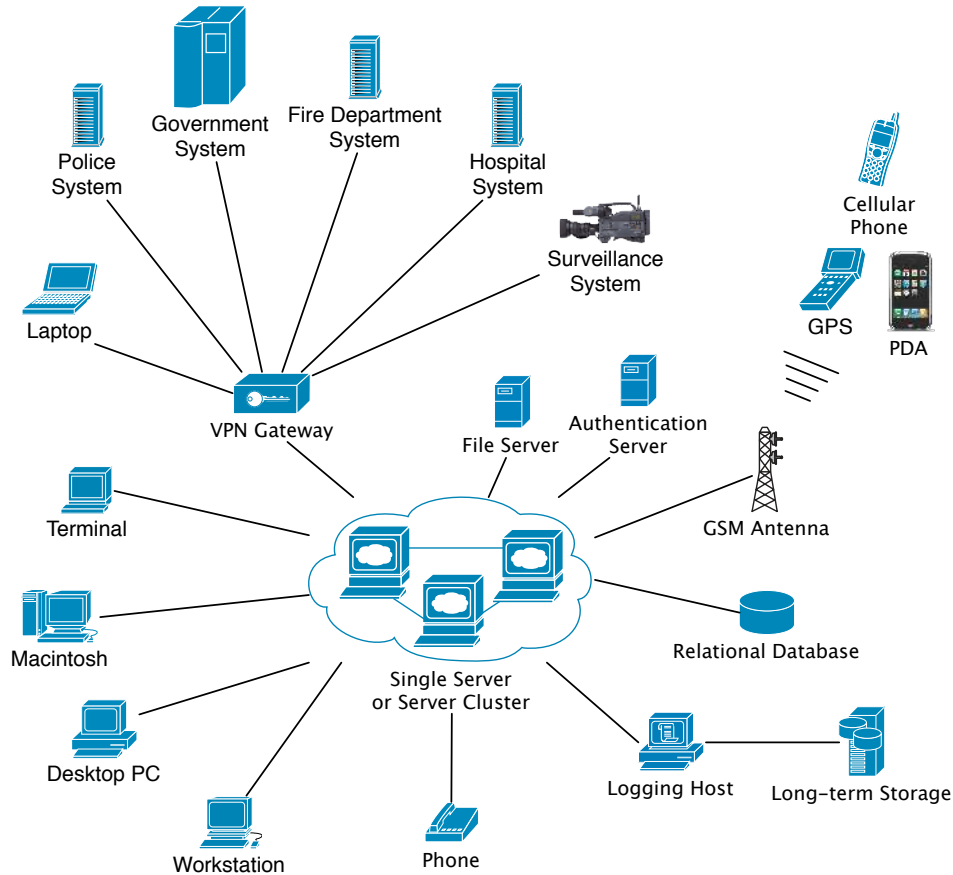 Government
System
Fire Department
System
Police
System
Hospital
System
Cellular
Phone
Surveillance
System
Laptop
GPS
PDA
VPN Gateway
File Server
Authentication
Server
Terminal
GSM Antenna
Macintosh
Relational Database
Single Server
or Server Cluster
Desktop PC
Logging Host
Long-term Storage
Workstation
Phone